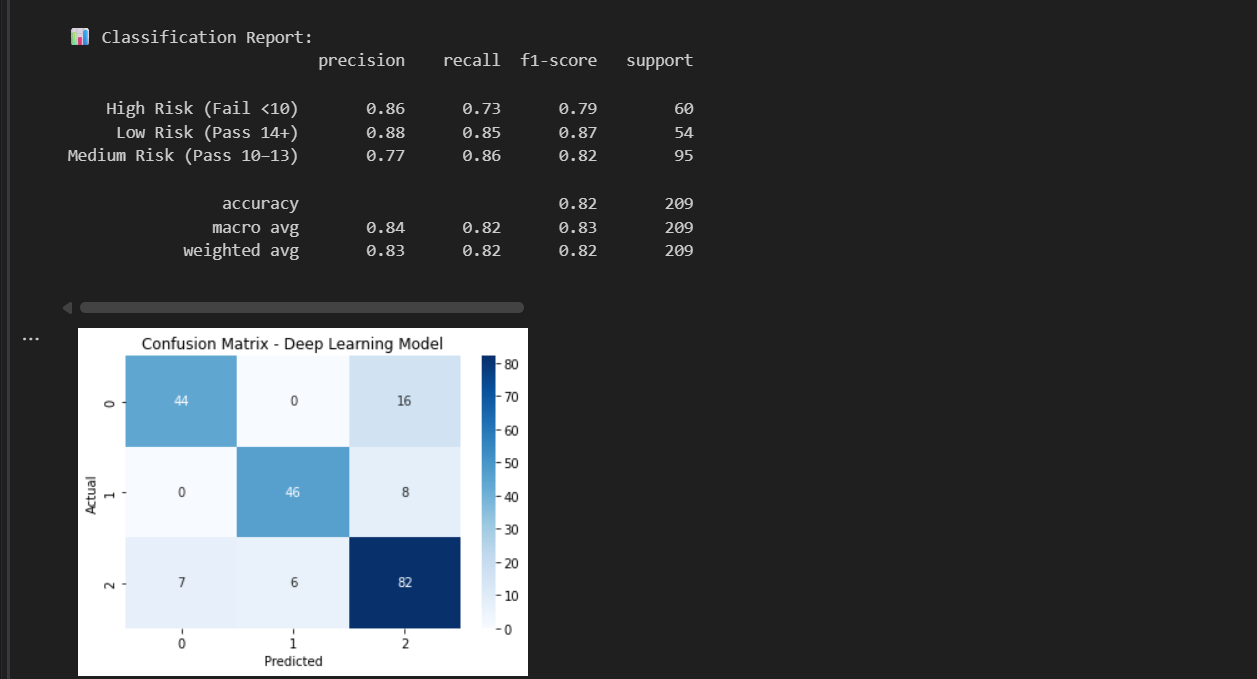 📊 Classification Report:
precision recall f1-score support
High Risk (Fail <10) 0.86 0.73 0.79 60
Low Risk (Pass 14+) 0.88 0.85 0.87 54
Medium Risk (Pass 10–13) 0.77 0.86 0.82 95
accuracy 0.82 209
macro avg 0.84 0.82 0.83 209
weighted avg 0.83 0.82 0.82 209
...
Confusion Matrix - Deep Learning Model
80
0 44 0 16
70
60
50
Actual
1 0 46 8
40
30
20
2 7 6 82
10
0
0 1 2
Predicted